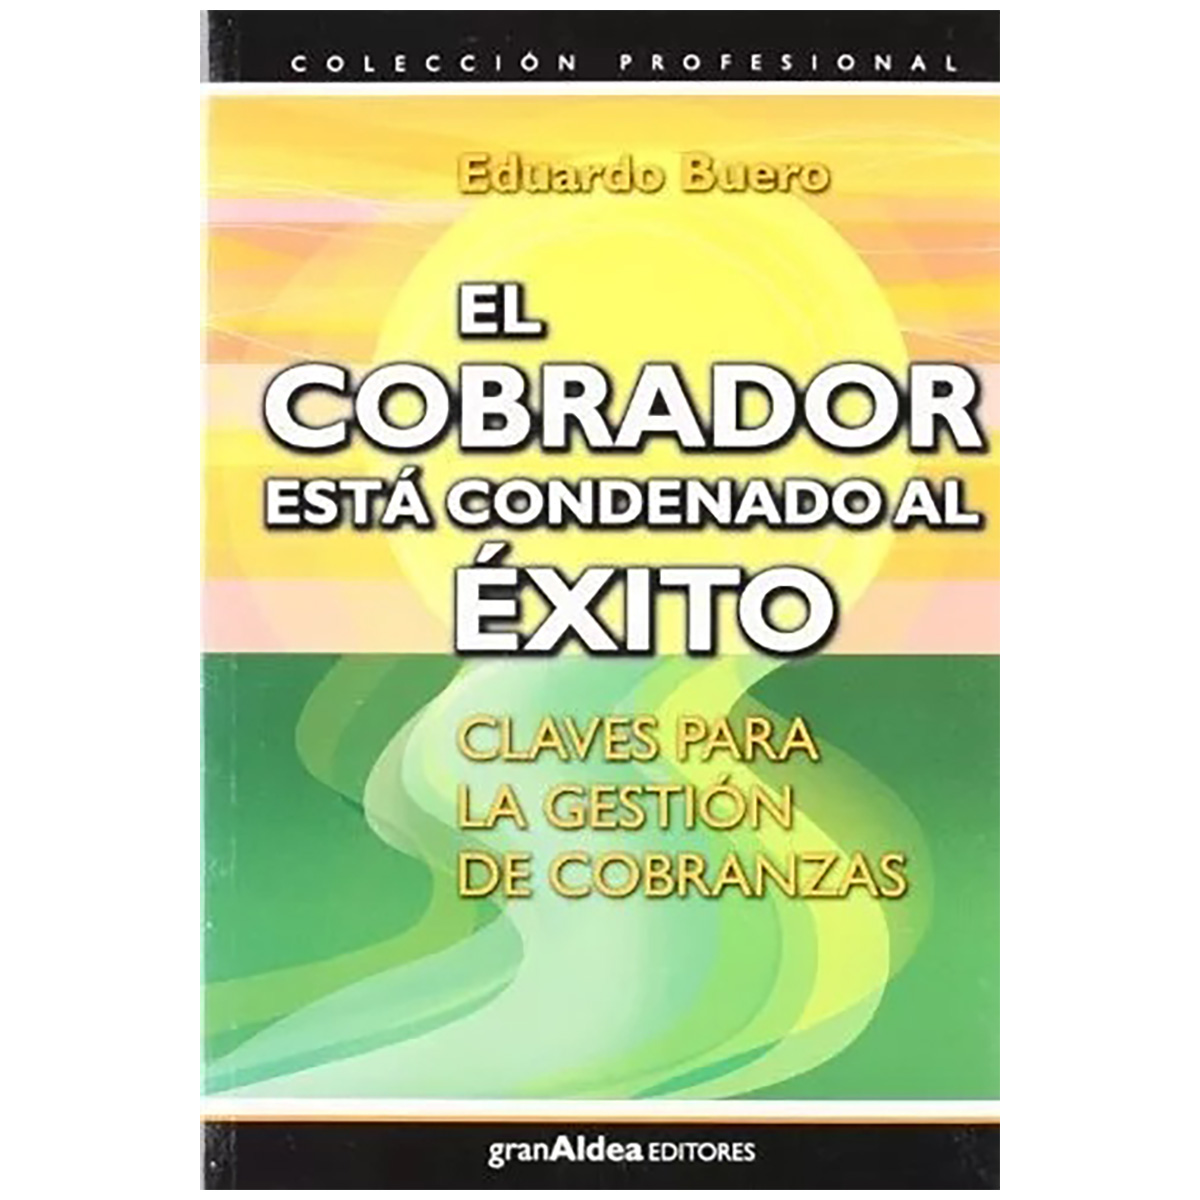 COLECCIÓN PROFESIONAL
Eduardo Buero
EL
COBRADOR
ESTÁ CONDENADO AL
ÉXITO
CLAVES PARA
LA GESTIÓN
DE COBRANZAS
granAldea EDITORES